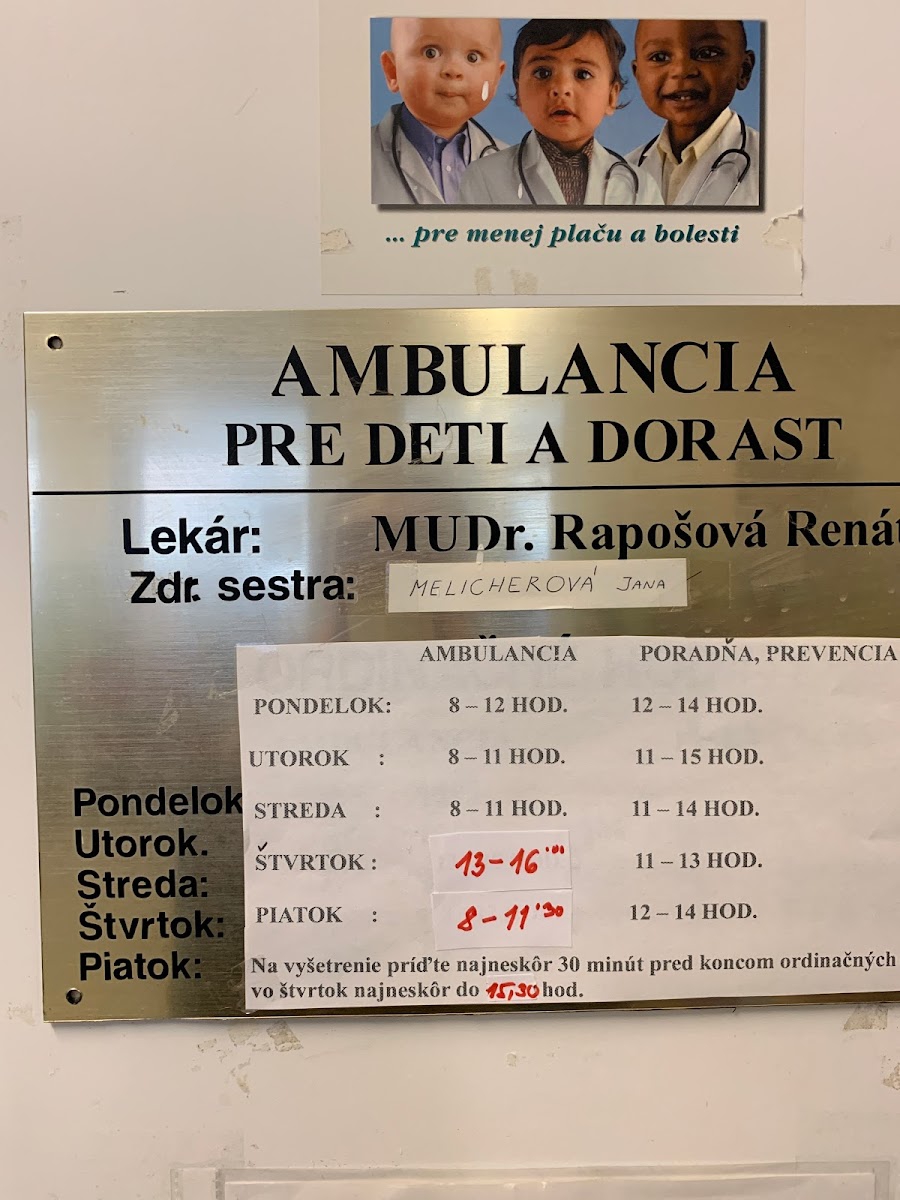 ... pre menej plaču a bolesti
AMBULANCIA
PRE DETI A DORAST
Lekár: MUDr. Rapošová Renát
Zdr. sestra: MELICHEROVÁ JANA
AMBULANCIA PORADŇA, PREVENCIA
PONDELOK: 8 – 12 HOD. 12 – 14 HOD.
UTOROK : 8 – 11 HOD. 11 – 15 HOD.
STREDA : 8 – 11 HOD. 11 – 14 HOD.
ŠTVRTOK : 13 – 16'00 11 – 13 HOD.
PIATOK : 8 – 11'30 12 – 14 HOD.
Na vyšetrenie príďte najneskôr 30 minút pred koncom ordinačných
vo štvrtok najneskôr do 15,30 hod.
Pondelok
Utorok.
Streda:
Štvrtok:
Piatok: